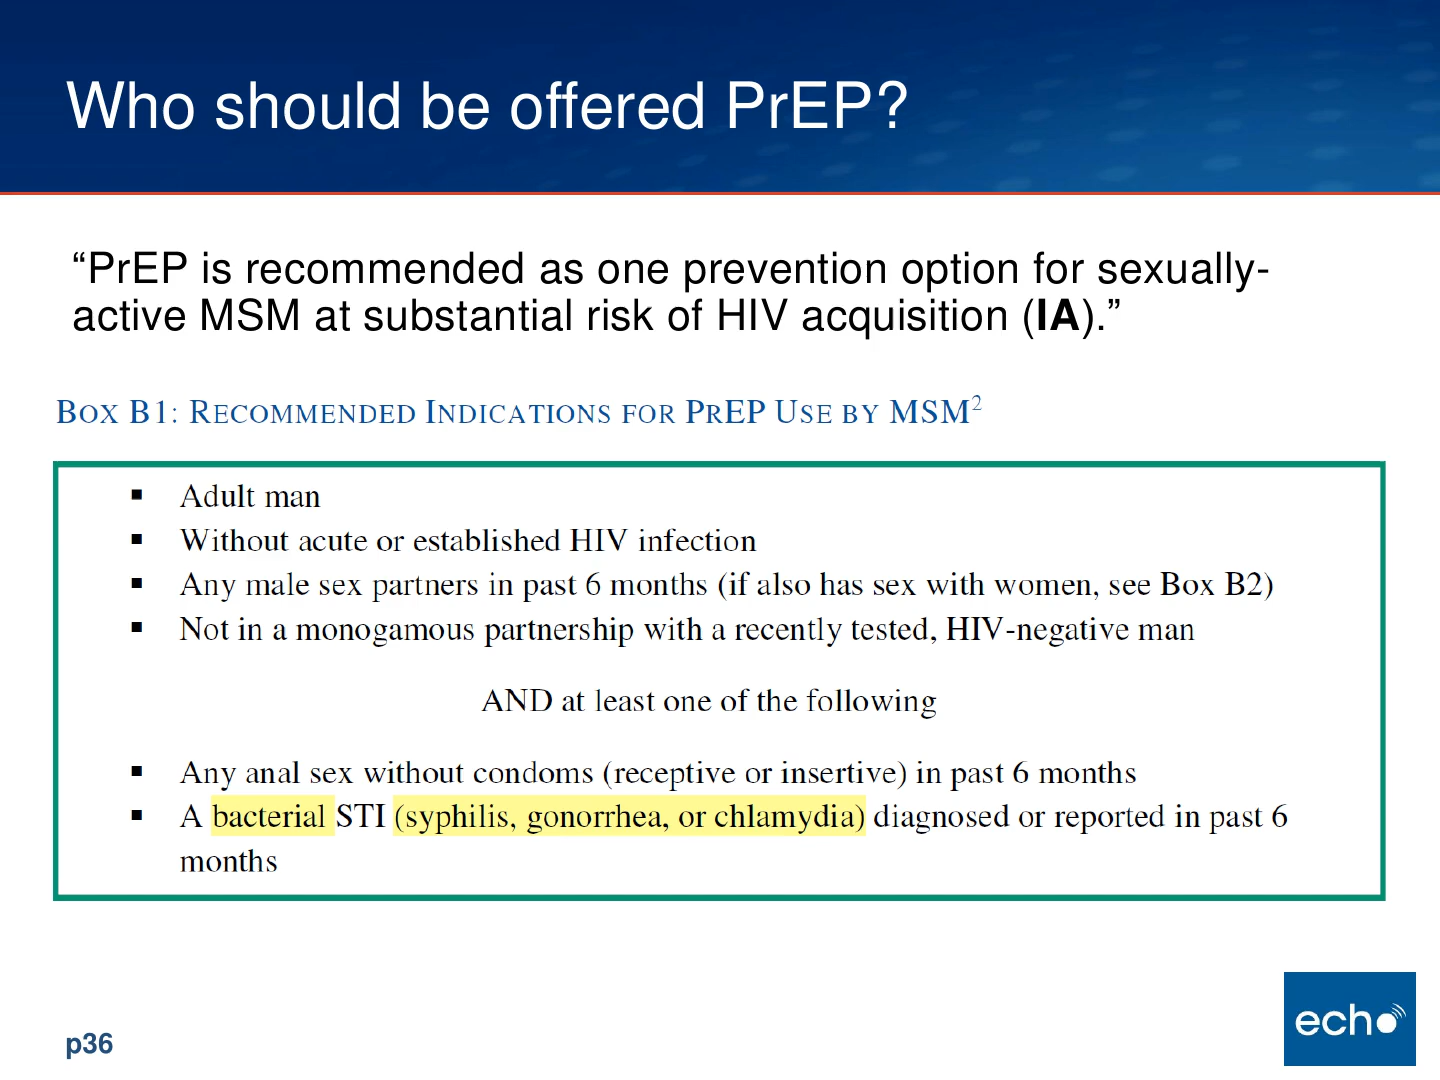 Who should be offered PrEP?
“PrEP is recommended as one prevention option for sexually-
active MSM at substantial risk of HIV acquisition (IA).”
BOX B1: RECOMMENDED INDICATIONS FOR PREP USE BY MSM2
▪ Adult man
▪ Without acute or established HIV infection
▪ Any male sex partners in past 6 months (if also has sex with women, see Box B2)
▪ Not in a monogamous partnership with a recently tested, HIV-negative man
AND at least one of the following
▪ Any anal sex without condoms (receptive or insertive) in past 6 months
▪ A bacterial STI (syphilis, gonorrhea, or chlamydia) diagnosed or reported in past 6
months
p36
echo